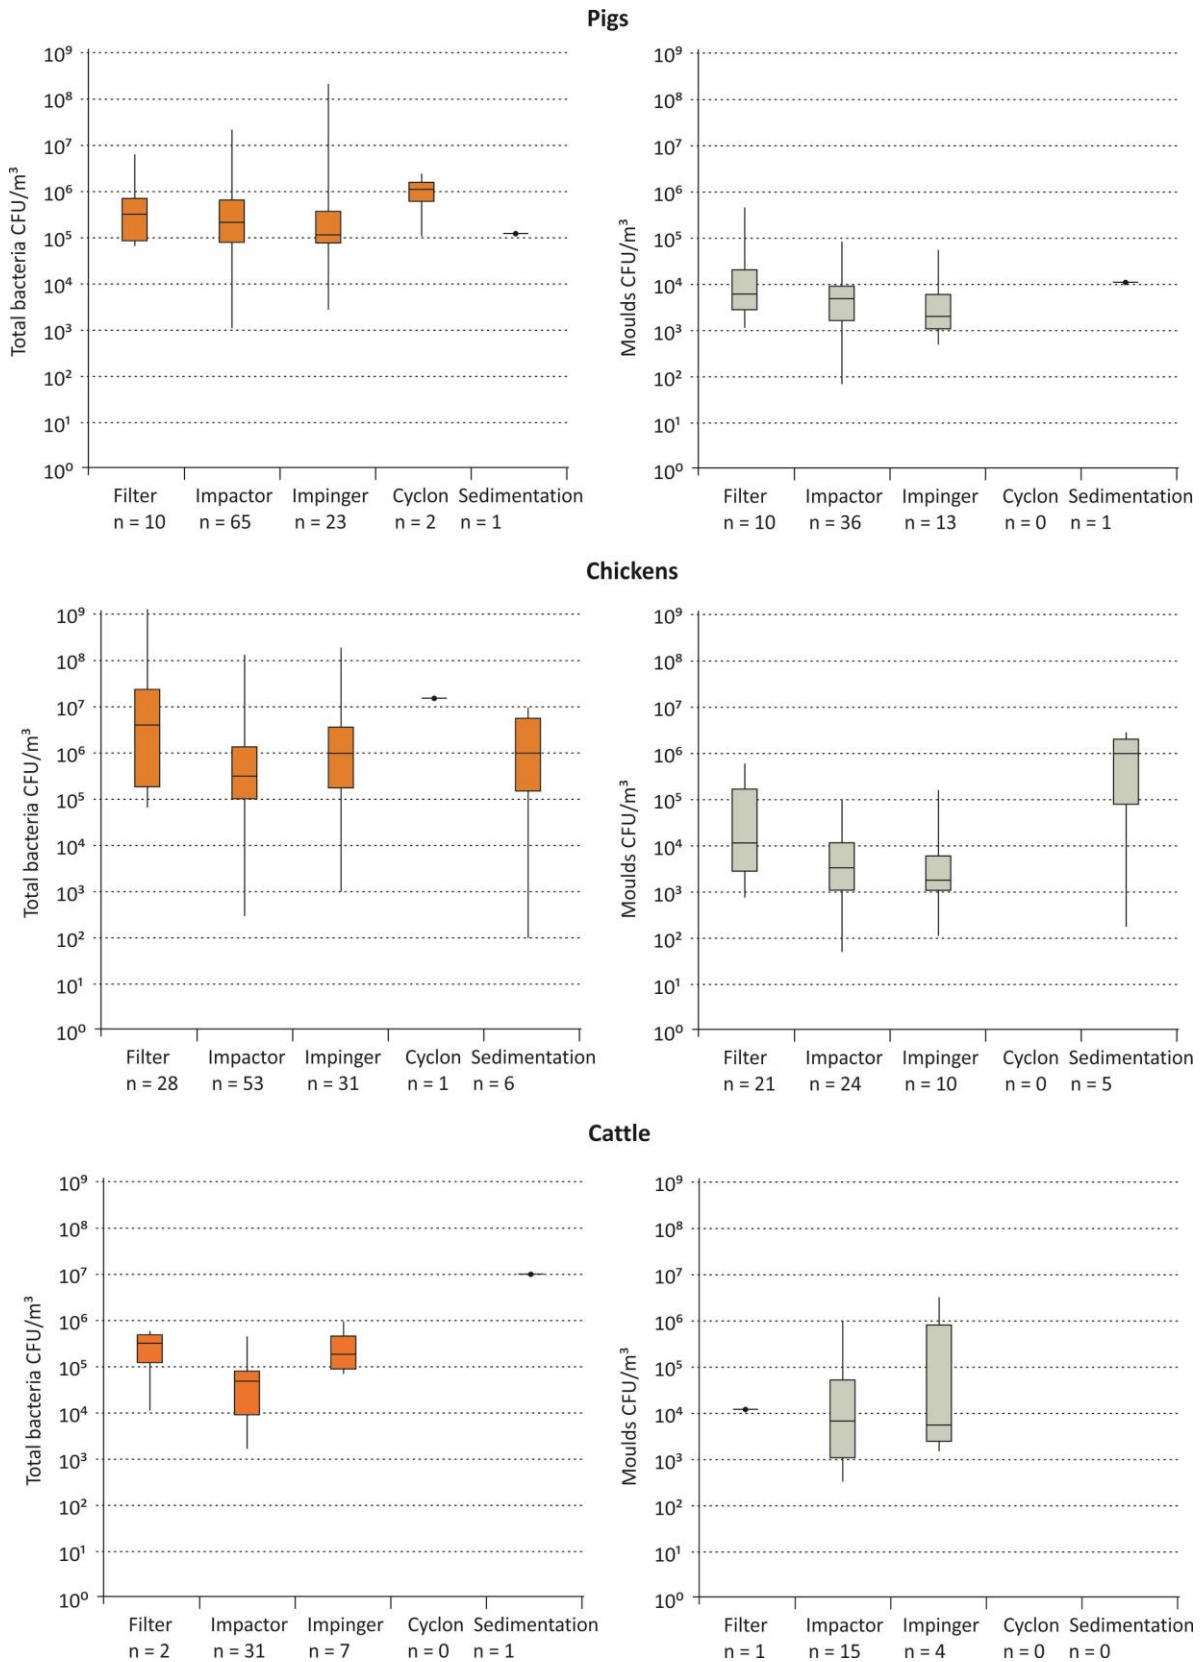 Pigs
10⁹
10⁸
10⁷
10⁶
10⁵
10⁴
10³
10²
10¹
10⁰
Total bacteria CFU/m³
Filter Impactor Impinger Cyclon Sedimentation
n = 10 n = 65 n = 23 n = 2 n = 1
10⁹
10⁸
10⁷
10⁶
10⁵
10⁴
10³
10²
10¹
10⁰
Moulds CFU/m³
Filter Impactor Impinger Cyclon Sedimentation
n = 10 n = 36 n = 13 n = 0 n = 1
Chickens
10⁹
10⁸
10⁷
10⁶
10⁵
10⁴
10³
10²
10¹
10⁰
Total bacteria CFU/m³
Filter Impactor Impinger Cyclon Sedimentation
n = 28 n = 53 n = 31 n = 1 n = 6
10⁹
10⁸
10⁷
10⁶
10⁵
10⁴
10³
10²
10¹
10⁰
Moulds CFU/m³
Filter Impactor Impinger Cyclon Sedimentation
n = 21 n = 24 n = 10 n = 0 n = 5
Cattle
10⁹
10⁸
10⁷
10⁶
10⁵
10⁴
10³
10²
10¹
10⁰
Total bacteria CFU/m³
Filter Impactor Impinger Cyclon Sedimentation
n = 2 n = 31 n = 7 n = 0 n = 1
10⁹
10⁸
10⁷
10⁶
10⁵
10⁴
10³
10²
10¹
10⁰
Moulds CFU/m³
Filter Impactor Impinger Cyclon Sedimentation
n = 1 n = 15 n = 4 n = 0 n = 0